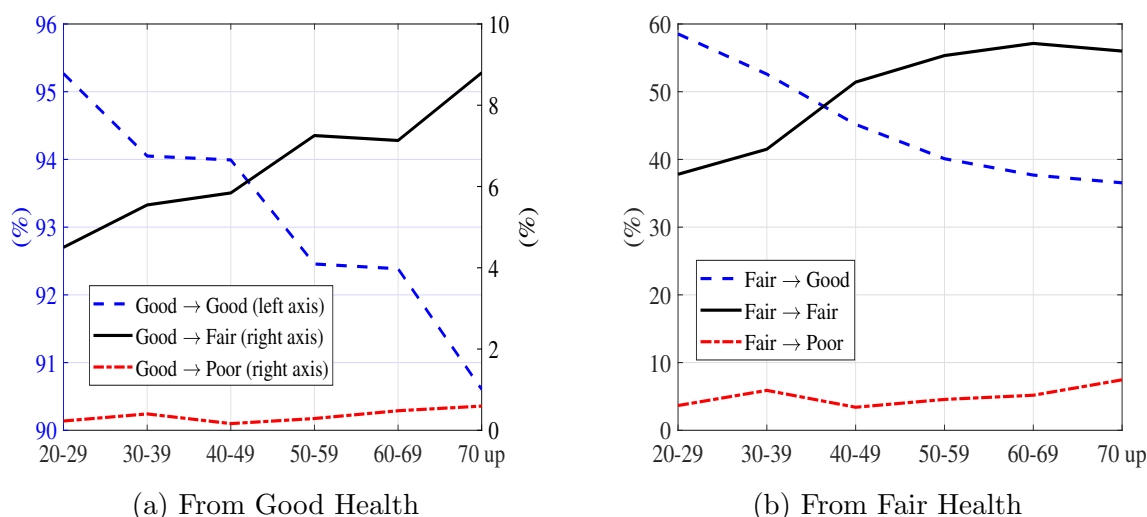 96
95
94
93
92
91
90
(%)
10
8
6
4
2
0
(%)
Good → Good (left axis)
Good → Fair (right axis)
Good → Poor (right axis)
20-29 30-39 40-49 50-59 60-69 70 up
(a) From Good Health
60
50
40
30
20
10
0
(%)
Fair → Good
Fair → Fair
Fair → Poor
20-29 30-39 40-49 50-59 60-69 70 up
(b) From Fair Health